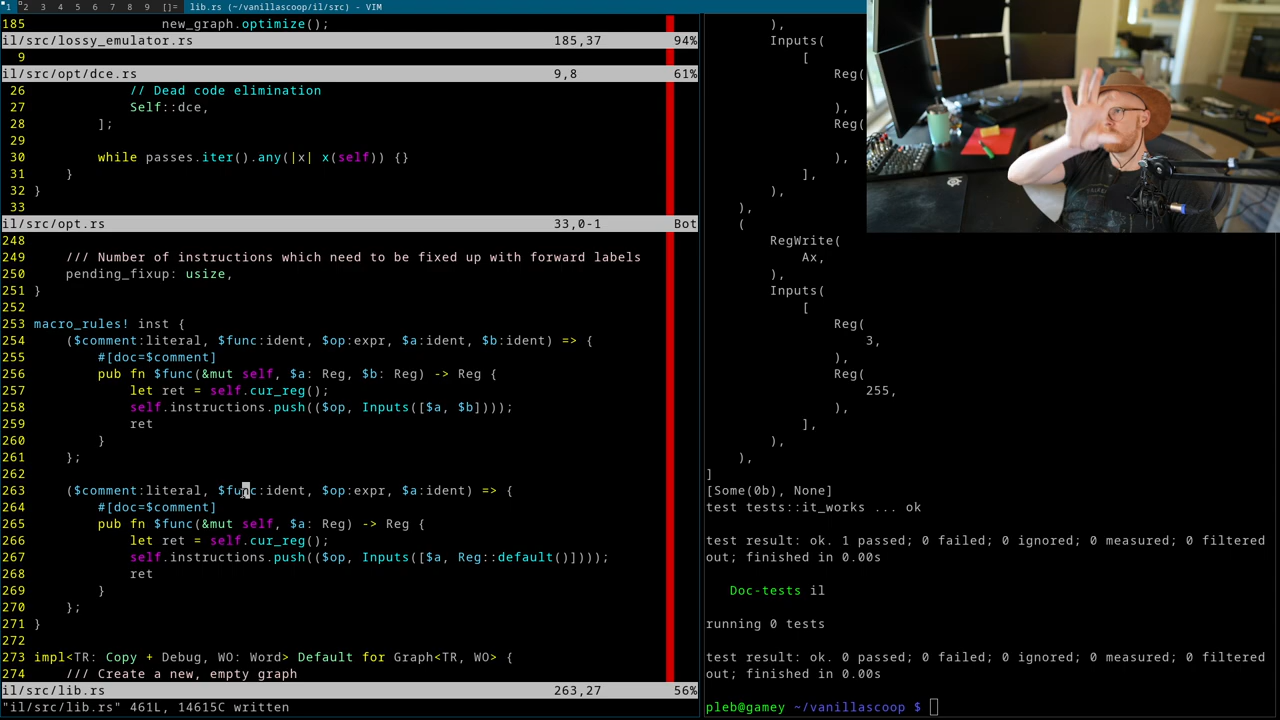 1 2 3 4 5 6 7 8 9 []= lib.rs (~/vanillascoop/il/src) - VIM
185 new_graph.optimize();
il/src/lossy_emulator.rs 185,37 94%
9
il/src/opt/dce.rs 9,8 61%
26 // Dead code elimination
27 Self::dce,
28 ];
29
30 while passes.iter().any(|x| x(self)) {}
31 }
32 }
33
il/src/opt.rs 33,0-1 Bot
248
249 /// Number of instructions which need to be fixed up with forward labels
250 pending_fixup: usize,
251 }
252
253 macro_rules! inst {
254 ($comment:literal, $func:ident, $op:expr, $a:ident, $b:ident) => {
255 #[doc=$comment]
256 pub fn $func(&mut self, $a: Reg, $b: Reg) -> Reg {
257 let ret = self.cur_reg();
258 self.instructions.push(($op, Inputs([$a, $b])));
259 ret
260 }
261 };
262
263 ($comment:literal, $func:ident, $op:expr, $a:ident) => {
264 #[doc=$comment]
265 pub fn $func(&mut self, $a: Reg) -> Reg {
266 let ret = self.cur_reg();
267 self.instructions.push(($op, Inputs([$a, Reg::default()])));
268 ret
269 }
270 };
271 }
272
273 impl<TR: Copy + Debug, WO: Word> Default for Graph<TR, WO> {
274 /// Create a new, empty graph
il/src/lib.rs 263,27 56%
"il/src/lib.rs" 461L, 14615C written
),
Inputs(
[
Reg(
),
Reg(
),
],
),
),
(
RegWrite(
Ax,
),
Inputs(
[
Reg(
3,
),
Reg(
255,
),
],
),
),
]
[Some(0b), None]
test tests::it_works ... ok
test result: ok. 1 passed; 0 failed; 0 ignored; 0 measured; 0 filtered
out; finished in 0.00s
Doc-tests il
running 0 tests
test result: ok. 0 passed; 0 failed; 0 ignored; 0 measured; 0 filtered
out; finished in 0.00s
pleb@gamey ~/vanillascoop $